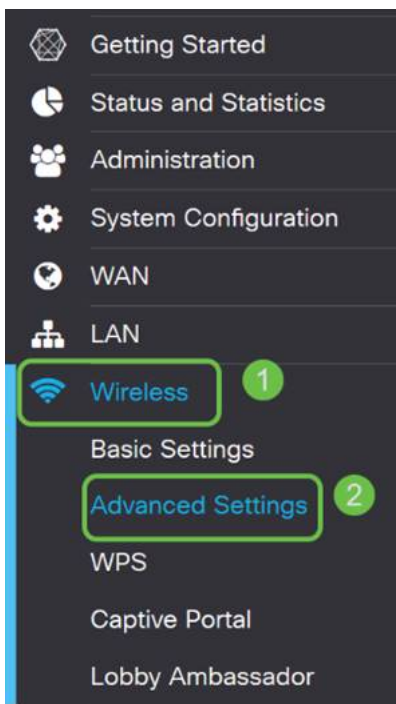 Getting Started
Status and Statistics
Administration
System Configuration
WAN
LAN
Wireless 1
Basic Settings
Advanced Settings 2
WPS
Captive Portal
Lobby Ambassador